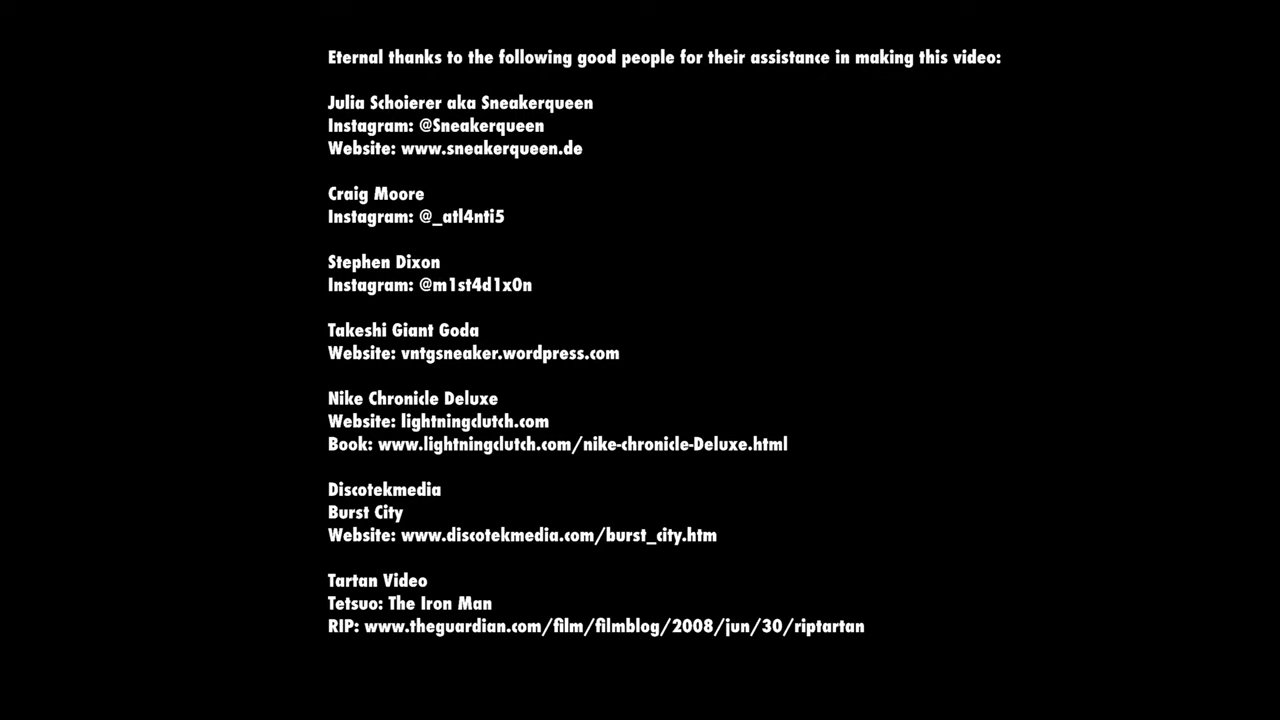 Eternal thanks to the following good people for their assistance in making this video:
Julia Schoierer aka Sneakerqueen
Instagram: @Sneakerqueen
Website: www.sneakerqueen.de
Craig Moore
Instagram: @_atl4nti5
Stephen Dixon
Instagram: @m1st4d1x0n
Takeshi Giant Goda
Website: vntgsneaker.wordpress.com
Nike Chronicle Deluxe
Website: lightningclutch.com
Book: www.lightningclutch.com/nike-chronicle-Deluxe.html
Discotekmedia
Burst City
Website: www.discotekmedia.com/burst_city.htm
Tartan Video
Tetsuo: The Iron Man
RIP: www.theguardian.com/film/filmblog/2008/jun/30/riptartan